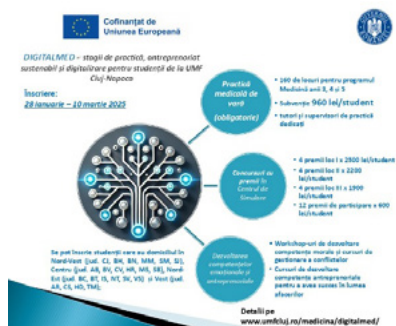 Cofinanțat de
Uniunea Europeană
DIGITALMED – stagii de practică, antreprenoriat
sustenabil și digitalizare pentru studenții de la UMF
Cluj-Napoca
Înscriere:
28 ianuarie – 10 martie 2025
Practică
medicală de
vară
(obligatorie)
• 160 de locuri pentru programul
Medicină anii 3, 4 și 5
• Subvenție 960 lei/student
• tutori și supervizori de practică
dedicați
Concursuri cu
premii în
Centrul de
Simulare
• 4 premii loc I x 2500 lei/student
• 4 premii loc II x 2200
lei/student
• 4 premii loc III x 1900
lei/student
• 12 premii de participare x 600
lei/student
Dezvoltarea
competențelor
emoționale și
antreprenoriale
• Workshop-uri de dezvoltare
competențe morale și cursuri de
gestionare a conflictelor
• Cursuri de dezvoltare
competențe antreprenoriale
pentru a avea succes în lumea
afacerilor
Se pot înscrie studenții care au domiciliul în
Nord-Vest (jud. CJ, BH, BN, MM, SM, SJ),
Centru (jud. AB, BV, CV, HR, MS, SB), Nord-
Est (jud. BC, BT, IS, NT, SV, VS) și Vest (jud.
AR, CS, HD, TM);
Detalii pe
www.umfcluj.ro/medicina/digitalmed/